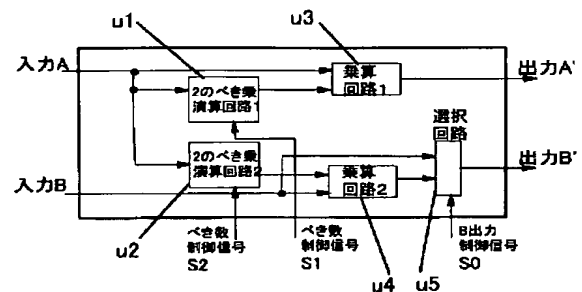 u1
u3
入力A
乗算
回路1
出力A'
2のべき乗
演算回路1
選択
回路
2のべき乗
演算回路2
出力B'
入力B
乗算
回路2
u2
べき数
制御信号
S2
べき数
制御信号
S1
u4
u5
B出力
制御信号
S0